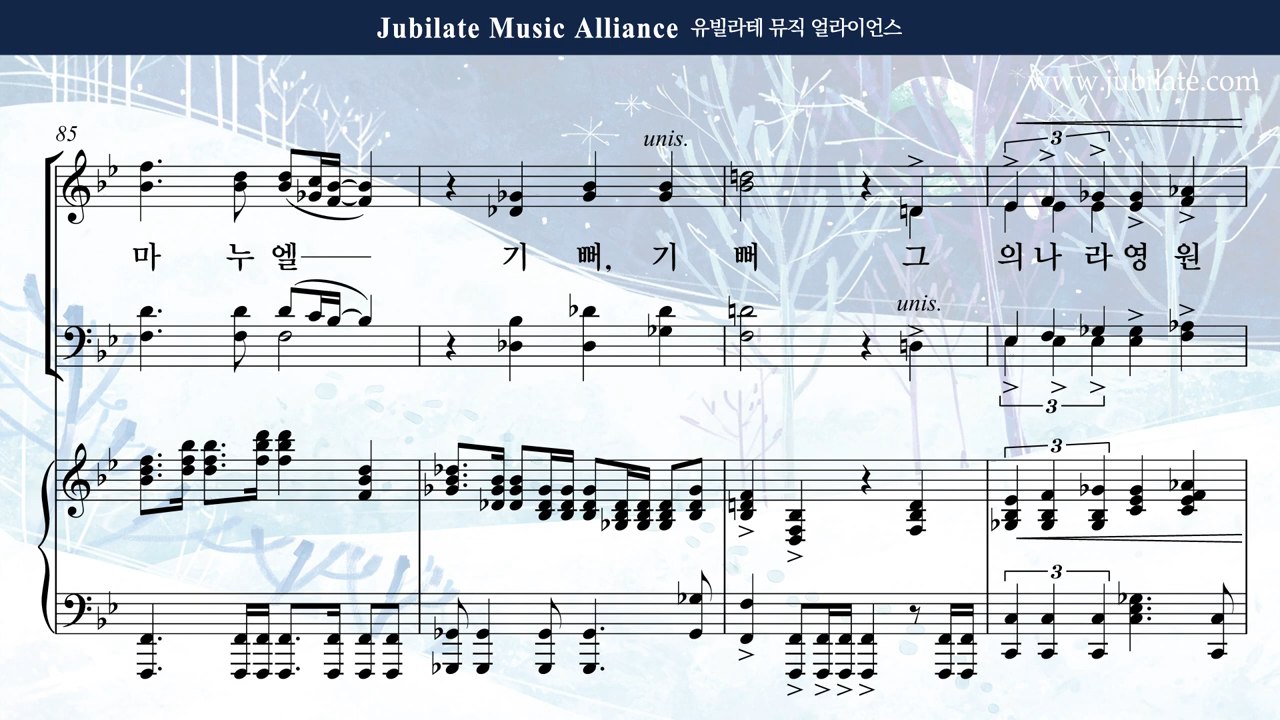 Jubilate Music Alliance 유빌라테 뮤직 얼라이언스
www.jubilate.com
85
unis.
3
마 누 엘 기 뻐, 기 뻐 그 의 나 라 영 원
unis.
3
3
3